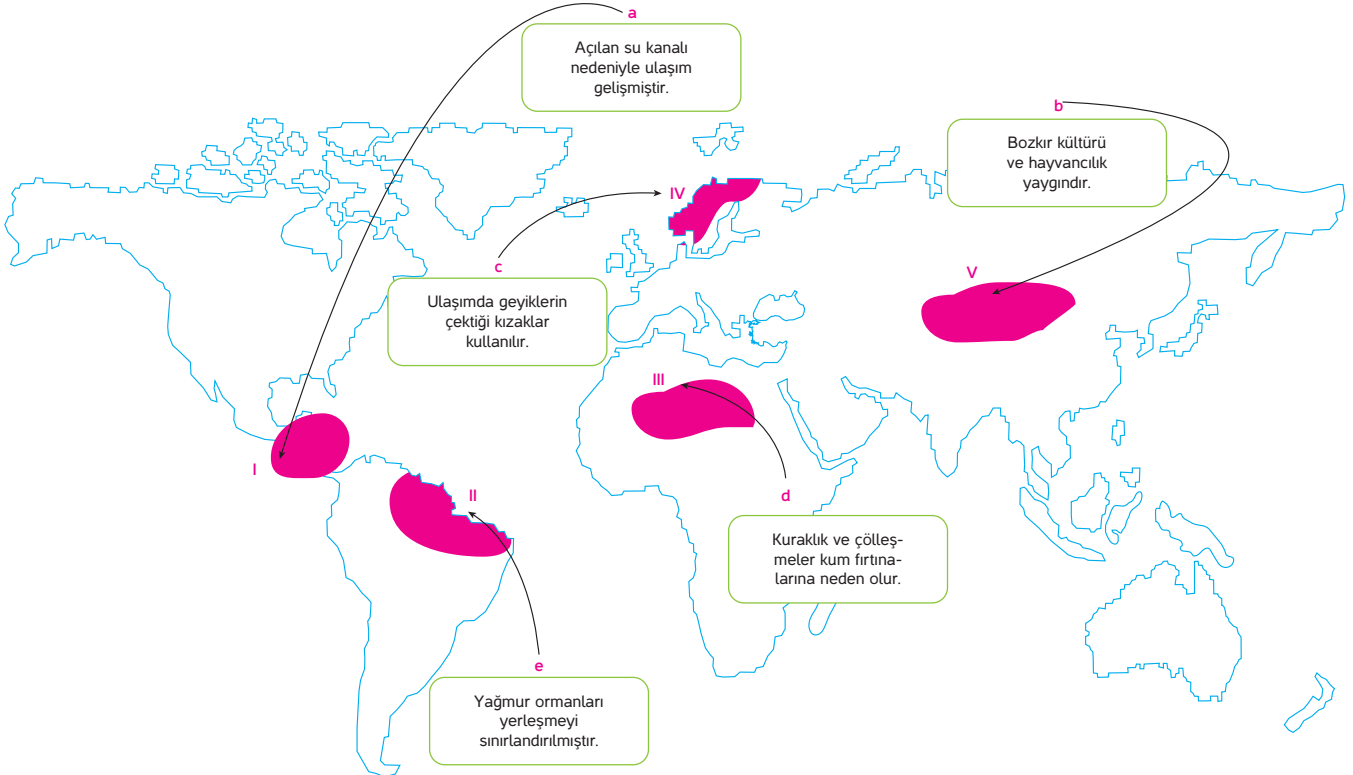 a
Açılan su kanalı
nedeniyle ulaşım
gelişmiştir.
b
Bozkır kültürü
ve hayvancılık
yaygındır.
IV
c
Ulaşımda geyiklerin
çektiği kızaklar
kullanılır.
V
III
I
II
d
Kuraklık ve çölleş-
meler kum fırtına-
larına neden olur.
e
Yağmur ormanları
yerleşmeyi
sınırlandırılmıştır.